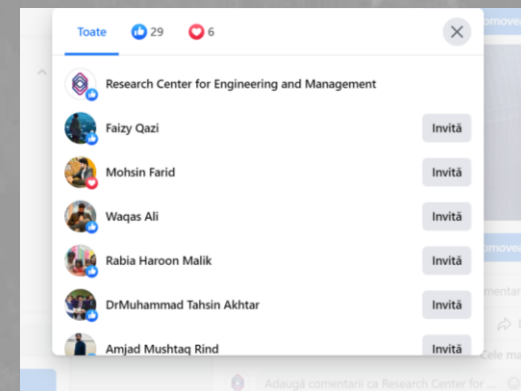 Toate 29 6
Research Center for Engineering and Management
Faizy Qazi Invită
Mohsin Farid Invită
Waqas Ali Invită
Rabia Haroon Malik Invită
DrMuhammad Tahsin Akhtar Invită
Amjad Mushtaq Rind Invită
Adaugă comentarii ca Research Center for ...